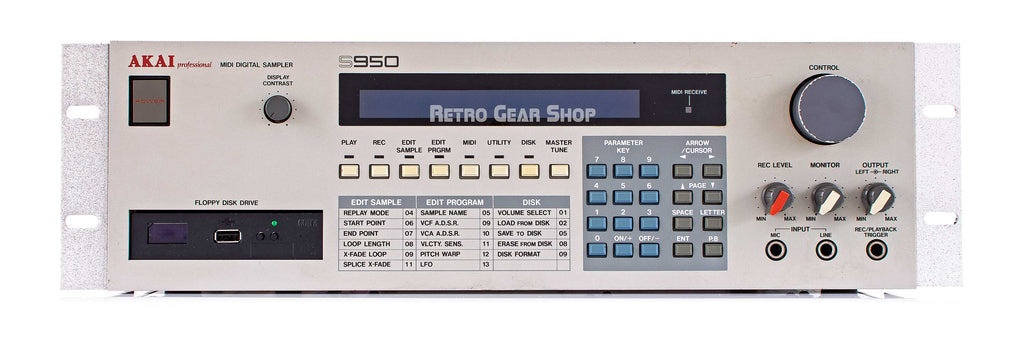 AKAI professional MIDI DIGITAL SAMPLER
S950
POWER
DISPLAY
CONTRAST
RETRO GEAR SHOP
MIDI RECEIVE
CONTROL
PLAY REC EDIT SAMPLE EDIT PRGRM MIDI UTILITY DISK MASTER TUNE
PARAMETER
KEY
7 8 9
4 5 6
1 2 3
0 ON/+ OFF/−
ARROW
/CURSOR
◀ ▶
▲ PAGE ▼
SPACE LETTER
ENT P.B
REC LEVEL MONITOR OUTPUT
LEFT RIGHT
MIN MAX MIN MAX MIN MAX
INPUT
MIC LINE
REC/PLAYBACK
TRIGGER
FLOPPY DISK DRIVE
EDIT SAMPLE EDIT PROGRAM DISK
REPLAY MODE 04 SAMPLE NAME 05 VOLUME SELECT 01
START POINT 06 VCF A.D.S.R. 09 LOAD FROM DISK 02
END POINT 07 VCA A.D.S.R. 10 SAVE TO DISK 05
LOOP LENGTH 08 VLCTY. SENS. 11 ERASE FROM DISK 08
X-FADE LOOP 09 PITCH WARP 12 DISK FORMAT 09
SPLICE X-FADE 11 LFO 13